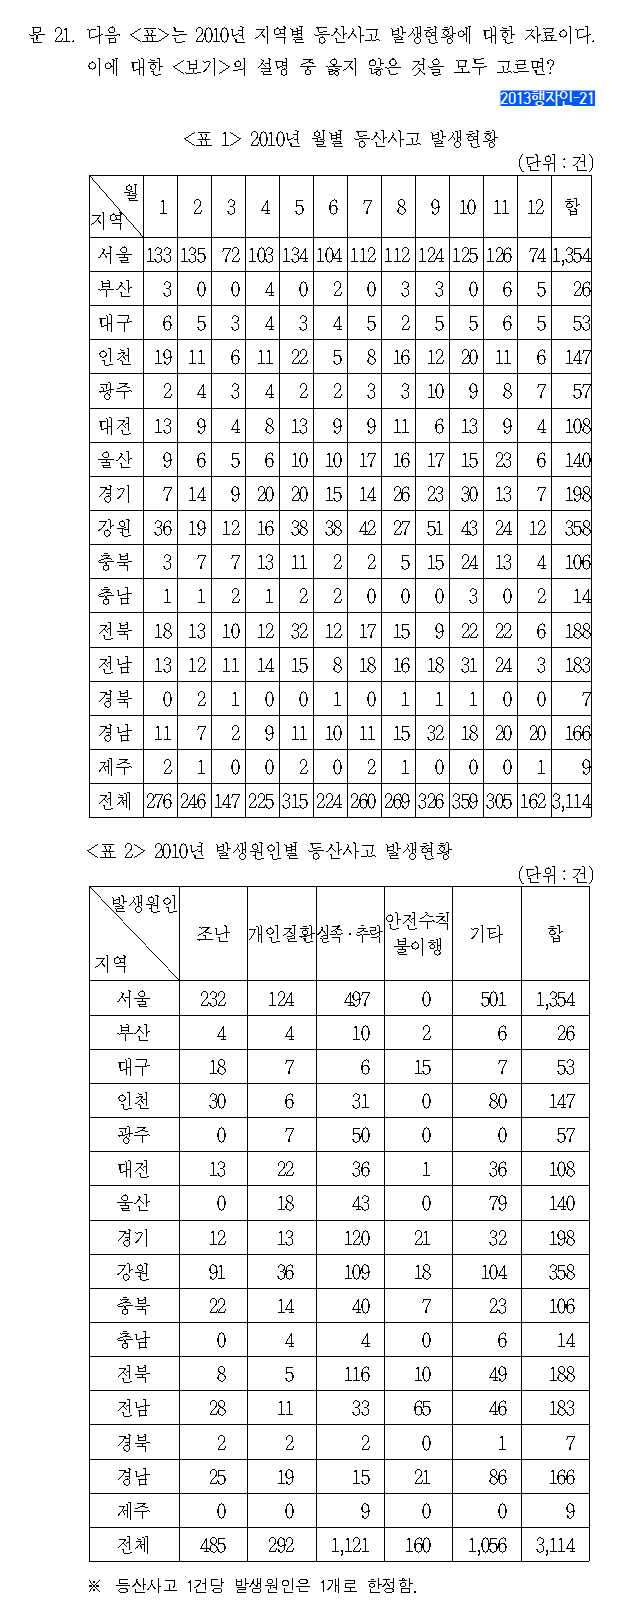 문 21. 다음 <표>는 2010년 지역별 등산사고 발생현황에 대한 자료이다.
이에 대한 <보기>의 설명 중 옳지 않은 것을 모두 고르면?
2013행자인-21
<표 1> 2010년 월별 등산사고 발생현황
(단위 : 건)
월 지역 1 2 3 4 5 6 7 8 9 10 11 12 합
서울 133 135 72 103 134 104 112 112 124 125 126 74 1,354
부산 3 0 0 4 0 2 0 3 3 0 6 5 26
대구 6 5 3 4 3 4 5 2 5 5 6 5 53
인천 19 11 6 11 22 5 8 16 12 20 11 6 147
광주 2 4 3 4 2 2 3 3 10 9 8 7 57
대전 13 9 4 8 13 9 9 11 6 13 9 4 108
울산 9 6 5 6 10 10 17 16 17 15 23 6 140
경기 7 14 9 20 20 15 14 26 23 30 13 7 198
강원 36 19 12 16 38 38 42 27 51 43 24 12 358
충북 3 7 7 13 11 2 2 5 15 24 13 4 106
충남 1 1 2 1 2 2 0 0 0 3 0 2 14
전북 18 13 10 12 32 12 17 15 9 22 22 6 188
전남 13 12 11 14 15 8 18 16 18 31 24 3 183
경북 0 2 1 0 0 1 0 1 1 1 0 0 7
경남 11 7 2 9 11 10 11 15 32 18 20 20 166
제주 2 1 0 0 2 0 2 1 0 0 0 1 9
전체 276 246 147 225 315 224 260 269 326 359 305 162 3,114
<표 2> 2010년 발생원인별 등산사고 발생현황
(단위 : 건)
발생원인 지역 조난 개인질환 실족·추락 안전수칙 불이행 기타 합
서울 232 124 497 0 501 1,354
부산 4 4 10 2 6 26
대구 18 7 6 15 7 53
인천 30 6 31 0 80 147
광주 0 7 50 0 0 57
대전 13 22 36 1 36 108
울산 0 18 43 0 79 140
경기 12 13 120 21 32 198
강원 91 36 109 18 104 358
충북 22 14 40 7 23 106
충남 0 4 4 0 6 14
전북 8 5 116 10 49 188
전남 28 11 33 65 46 183
경북 2 2 2 0 1 7
경남 25 19 15 21 86 166
제주 0 0 9 0 0 9
전체 485 292 1,121 160 1,056 3,114
※ 등산사고 1건당 발생원인은 1개로 한정함.